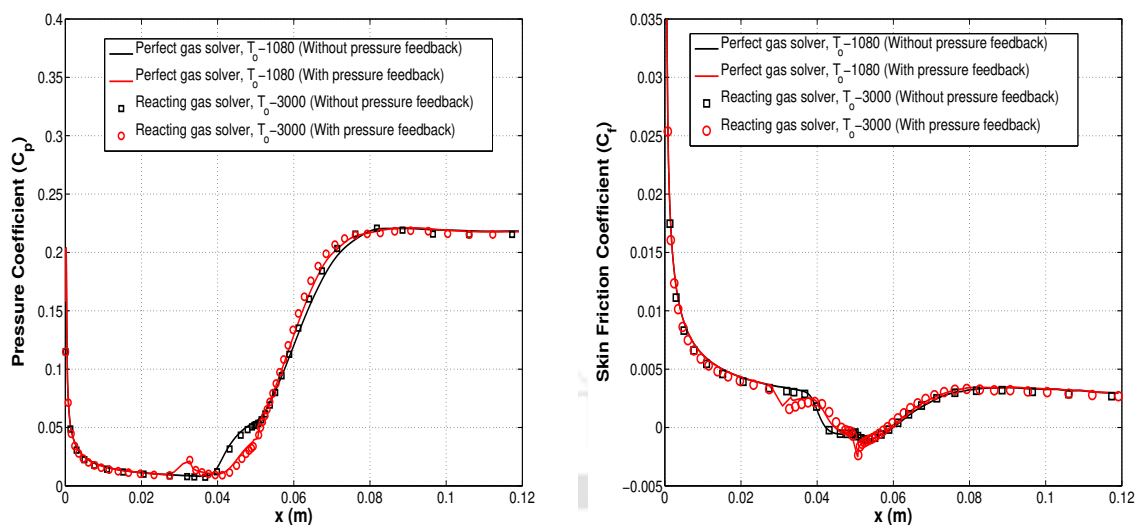 Perfect gas solver, To−1080 (Without pressure feedback)
Perfect gas solver, To−1080 (With pressure feedback)
Reacting gas solver, To−3000 (Without pressure feedback)
Reacting gas solver, To−3000 (With pressure feedback)
Pressure Coefficient (Cp)
0.4
0.35
0.3
0.25
0.2
0.15
0.1
0.05
0
0 0.02 0.04 0.06 0.08 0.1 0.12
x (m)
Perfect gas solver, To−1080 (Without pressure feedback)
Perfect gas solver, To−1080 (With pressure feedback)
Reacting gas solver, To−3000 (Without pressure feedback)
Reacting gas solver, To−3000 (With pressure feedback)
Skin Friction Coefficient (Cf)
0.035
0.03
0.025
0.02
0.015
0.01
0.005
0
−0.005
0 0.02 0.04 0.06 0.08 0.1 0.12
x (m)